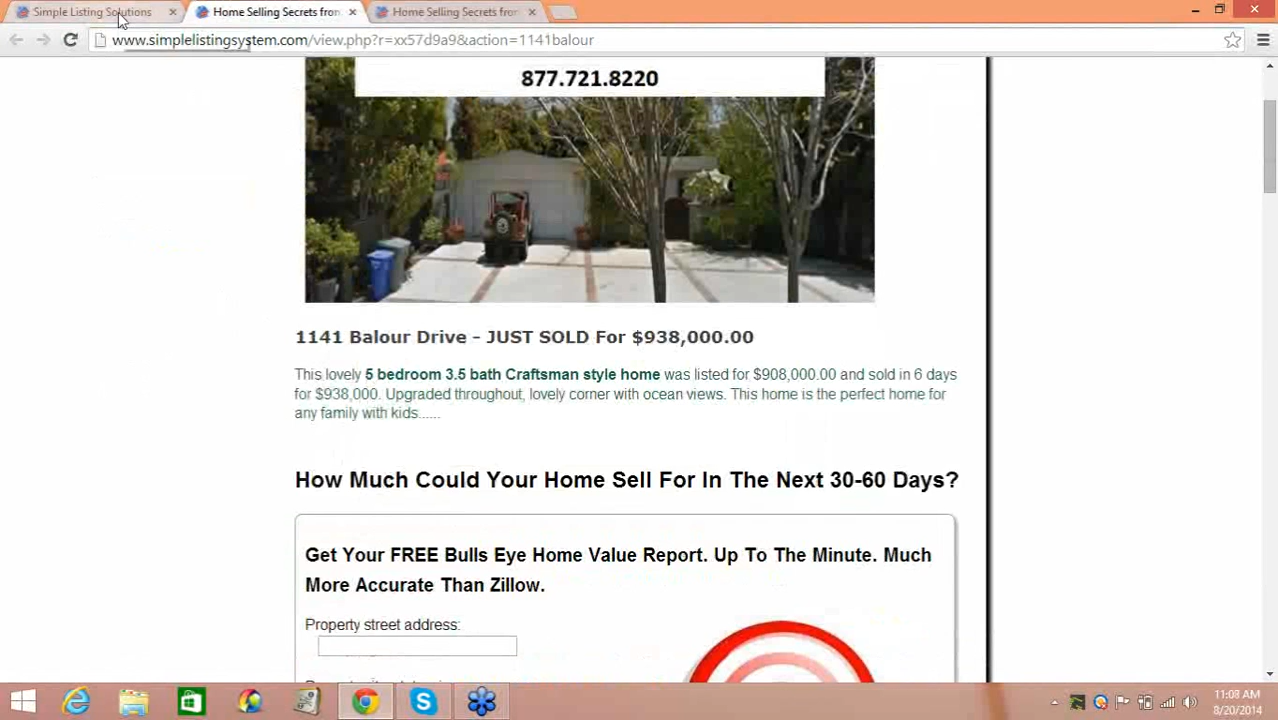 Simple Listing Solutions
Home Selling Secrets from
Home Selling Secrets from
www.simplelistingsystem.com/view.php?r=xx57d9a9&action=1141balour
877.721.8220
1141 Balour Drive - JUST SOLD For $938,000.00
This lovely 5 bedroom 3.5 bath Craftsman style home was listed for $908,000.00 and sold in 6 days
for $938,000. Upgraded throughout, lovely corner with ocean views. This home is the perfect home for
any family with kids......
How Much Could Your Home Sell For In The Next 30-60 Days?
Get Your FREE Bulls Eye Home Value Report. Up To The Minute. Much
More Accurate Than Zillow.
Property street address:
11:08 AM
8/20/2014